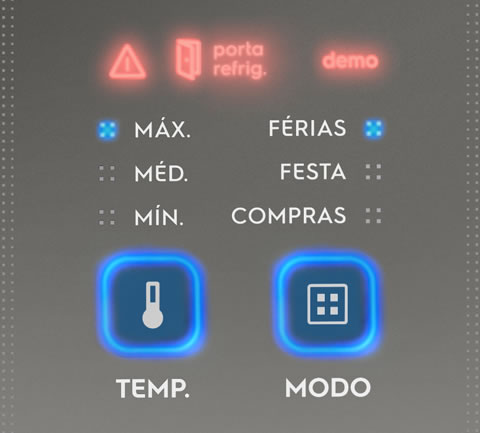 porta
refrig.
demo
MÁX.
FÉRIAS
MÉD.
FESTA
MÍN.
COMPRAS
TEMP.
MODO